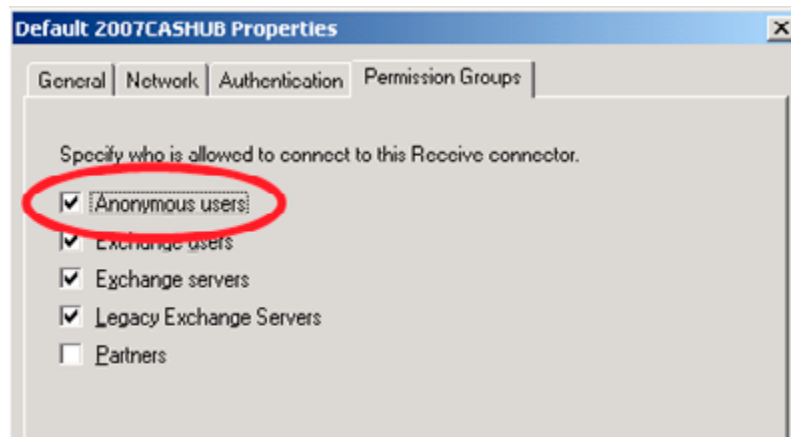 Default 2007CASHUB Properties
General Network Authentication Permission Groups
Specify who is allowed to connect to this Receive connector.
Anonymous users
Exchange users
Exchange servers
Legacy Exchange Servers
Partners